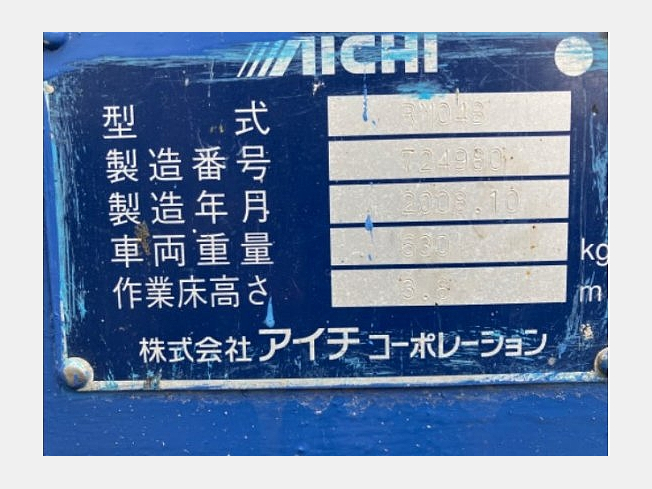 AICHI
型式 RM04B
製造番号 724980
製造年月 2008.10
車両重量 630 kg
作業床高さ 3.6 m
株式会社アイチコーポレーション